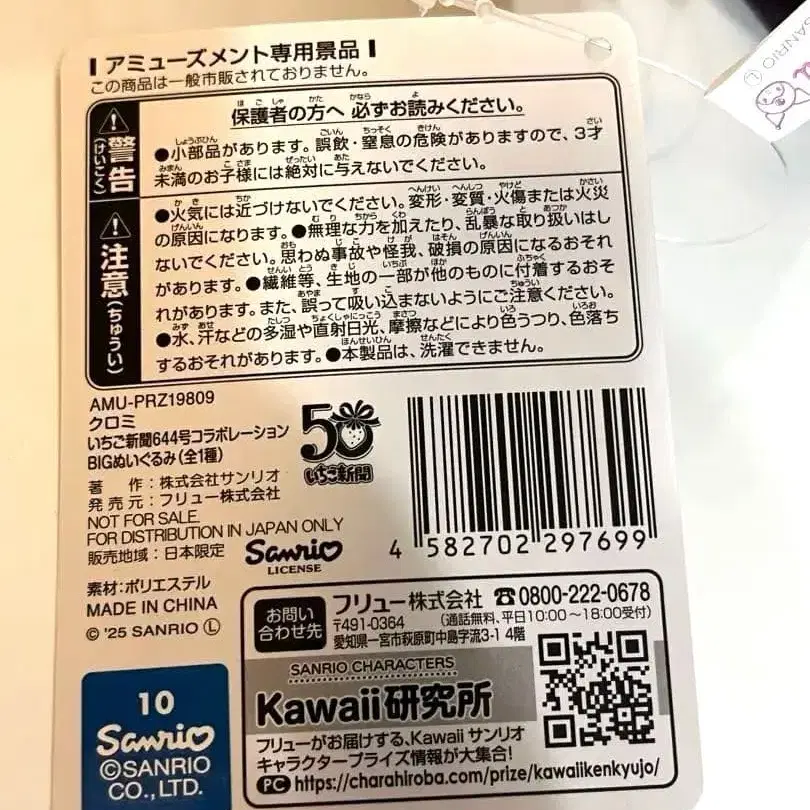 アミューズメント専用景品
この商品は一般市販されておりません。
警告
(けいこく)
保護者の方へ 必ずお読みください。
●小部品があります。誤飲・窒息の危険がありますので、3才
未満のお子様には絶対に与えないでください。
注意(ちゅうい)
●火気には近づけないでください。変形・変質・火傷または火災
の原因になります。●無理な力を加えたり、乱暴な取り扱いはし
ないでください。思わぬ事故や怪我、破損の原因になるおそれ
があります。●繊維等、生地の一部が他のものに付着するおそ
れがあります。また、誤って吸い込まないようにご注意ください。
●水、汗などの多湿や直射日光、摩擦などにより色うつり、色落ち
するおそれがあります。●本製品は、洗濯できません。
AMU-PRZ19809
クロミ
いちご新聞644号コラボレーション
BIGぬいぐるみ(全1種)
著 作:株式会社サンリオ
発売元:フリュー株式会社
NOT FOR SALE.
FOR DISTRIBUTION IN JAPAN ONLY
販売地域:日本限定
素材:ポリエステル
MADE IN CHINA
© '25 SANRIO Ⓛ
50
いちご新聞
Sanrio
LICENSE
4 582702 297699
お問い
合わせ先
フリュー株式会社 ☎0800-222-0678
〒491-0364 (通話無料、平日10:00~18:00受付)
愛知県一宮市萩原町中島字流3-1 4階
SANRIO CHARACTERS
Kawaii研究所
フリューがお届けする、Kawaii サンリオ
キャラクタープライズ情報が大集合!
PC https://charahiroba.com/prize/kawaiikenkyujo/
10
Sanrio
©SANRIO
CO., LTD.
SANRIO Ⓛ